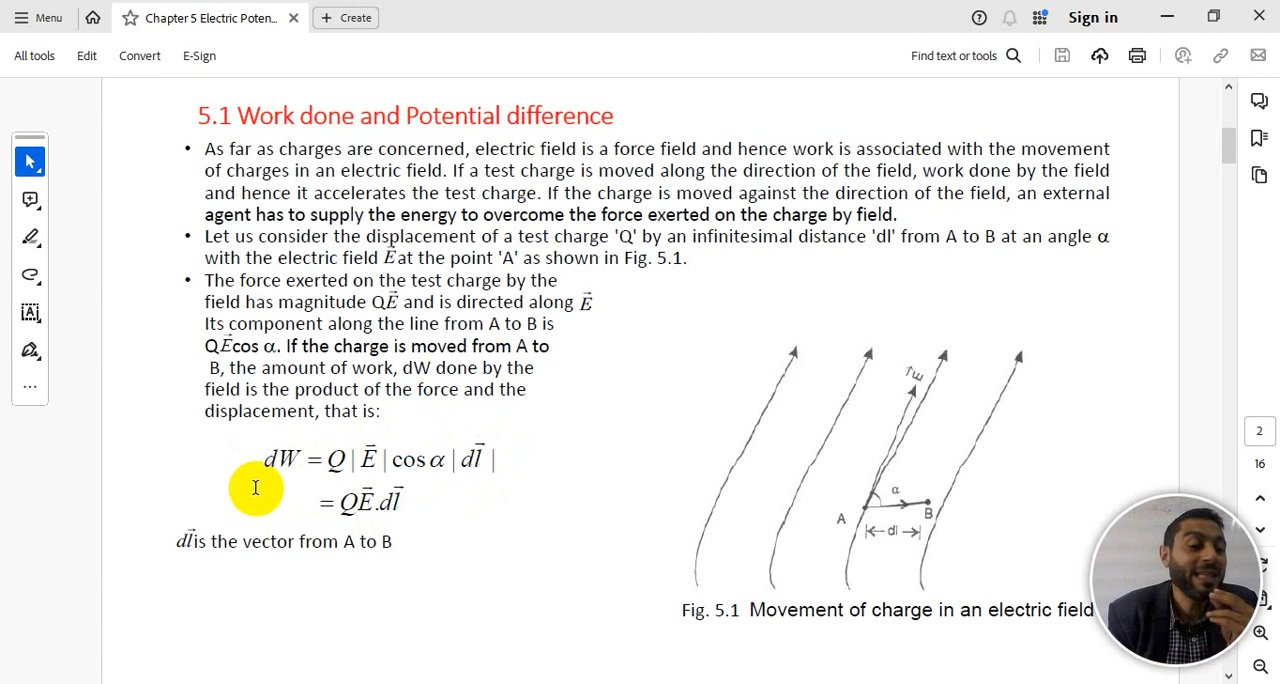 Menu
Chapter 5 Electric Poten...
Create
Sign in
All tools
Edit
Convert
E-Sign
Find text or tools
5.1 Work done and Potential difference
• As far as charges are concerned, electric field is a force field and hence work is associated with the movement
of charges in an electric field. If a test charge is moved along the direction of the field, work done by the field
and hence it accelerates the test charge. If the charge is moved against the direction of the field, an external
agent has to supply the energy to overcome the force exerted on the charge by field.
• Let us consider the displacement of a test charge 'Q' by an infinitesimal distance 'dl' from A to B at an angle α
with the electric field E⃗ at the point 'A' as shown in Fig. 5.1.
• The force exerted on the test charge by the
field has magnitude QE⃗ and is directed along E⃗
Its component along the line from A to B is
QE⃗cos α. If the charge is moved from A to
B, the amount of work, dW done by the
field is the product of the force and the
displacement, that is:
dW = Q | E⃗ | cos α | dl⃗ |
= QE⃗.dl⃗
dl⃗ is the vector from A to B
E⃗
α
A
B
dl
Fig. 5.1 Movement of charge in an electric field
2
16